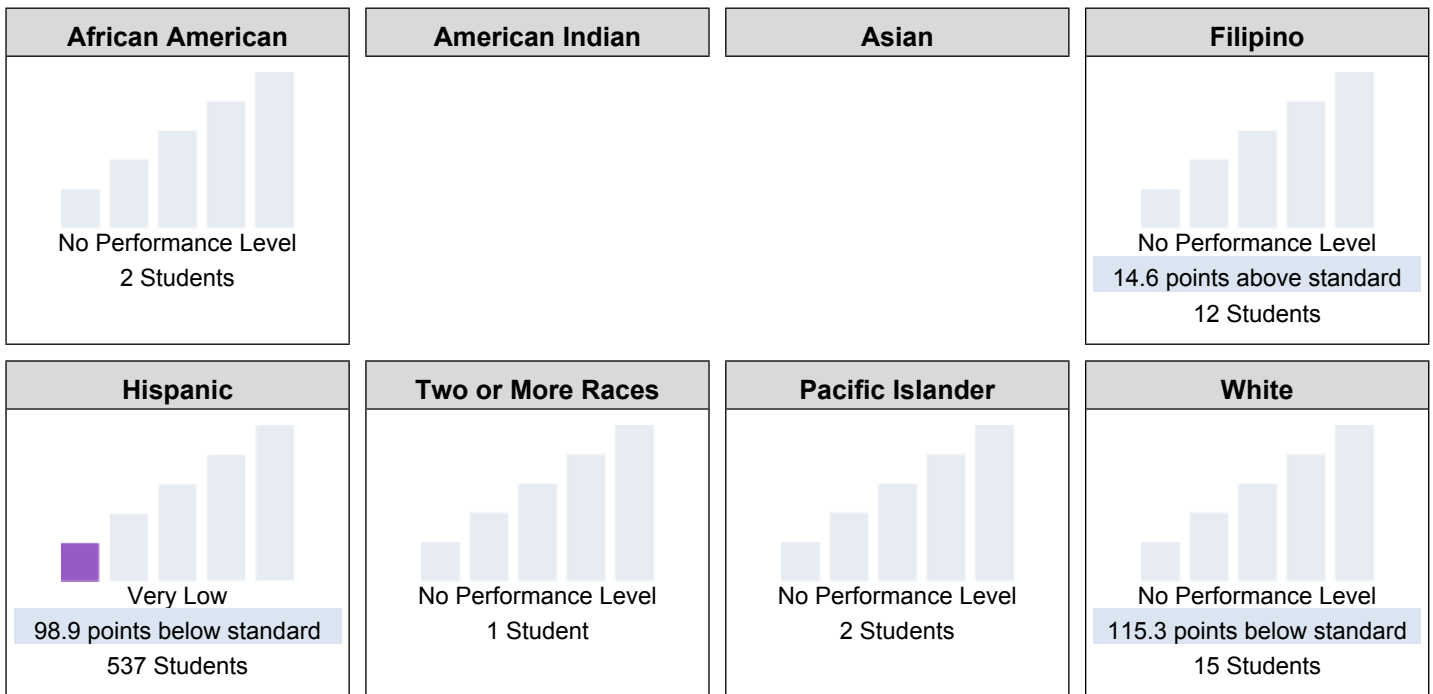 African American
No Performance Level
2 Students
American Indian
Asian
Filipino
No Performance Level
14.6 points above standard
12 Students
Hispanic
Very Low
98.9 points below standard
537 Students
Two or More Races
No Performance Level
1 Student
Pacific Islander
No Performance Level
2 Students
White
No Performance Level
115.3 points below standard
15 Students